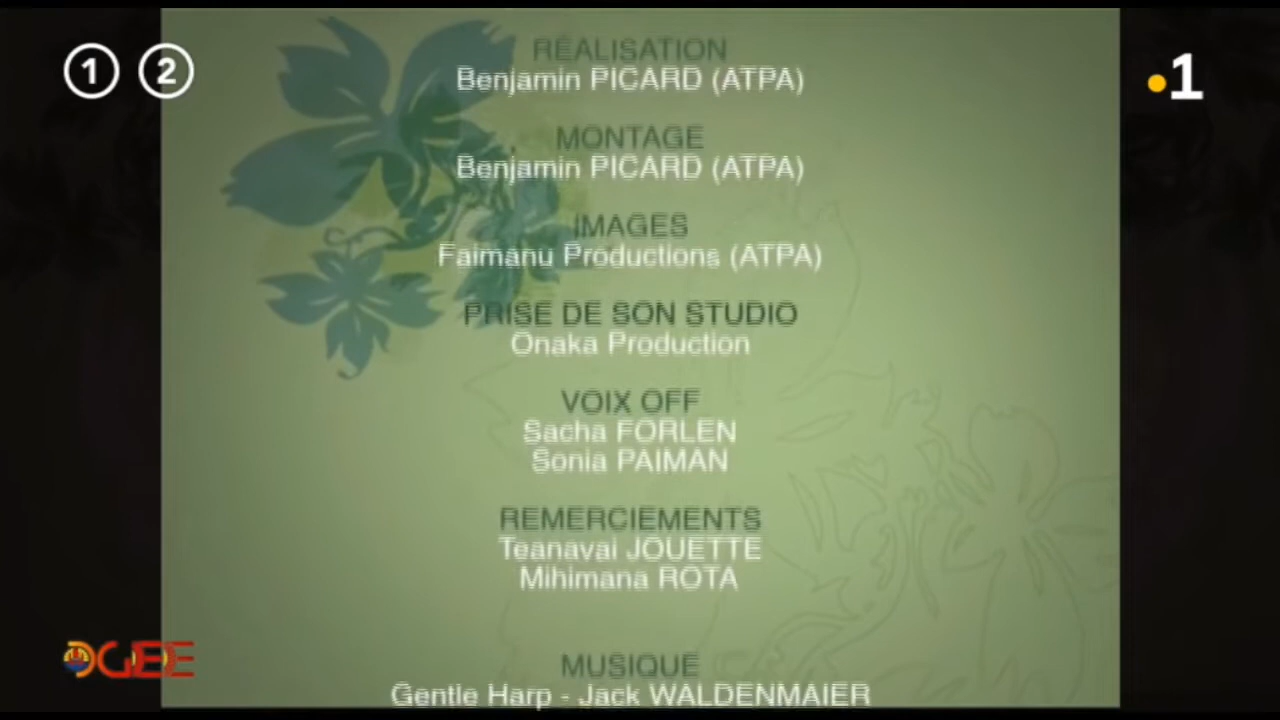 1 2
.1
RÉALISATION
Benjamin PICARD (ATPA)
MONTAGE
Benjamin PICARD (ATPA)
IMAGES
Faimanu Productions (ATPA)
PRISE DE SON STUDIO
Onaka Production
VOIX OFF
Sacha FORLEN
Sonia PAIMAN
REMERCIEMENTS
Teanavai JOUETTE
Mihimana ROTA
MUSIQUE
Gentle Harp - Jack WALDENMAIER
DGEE